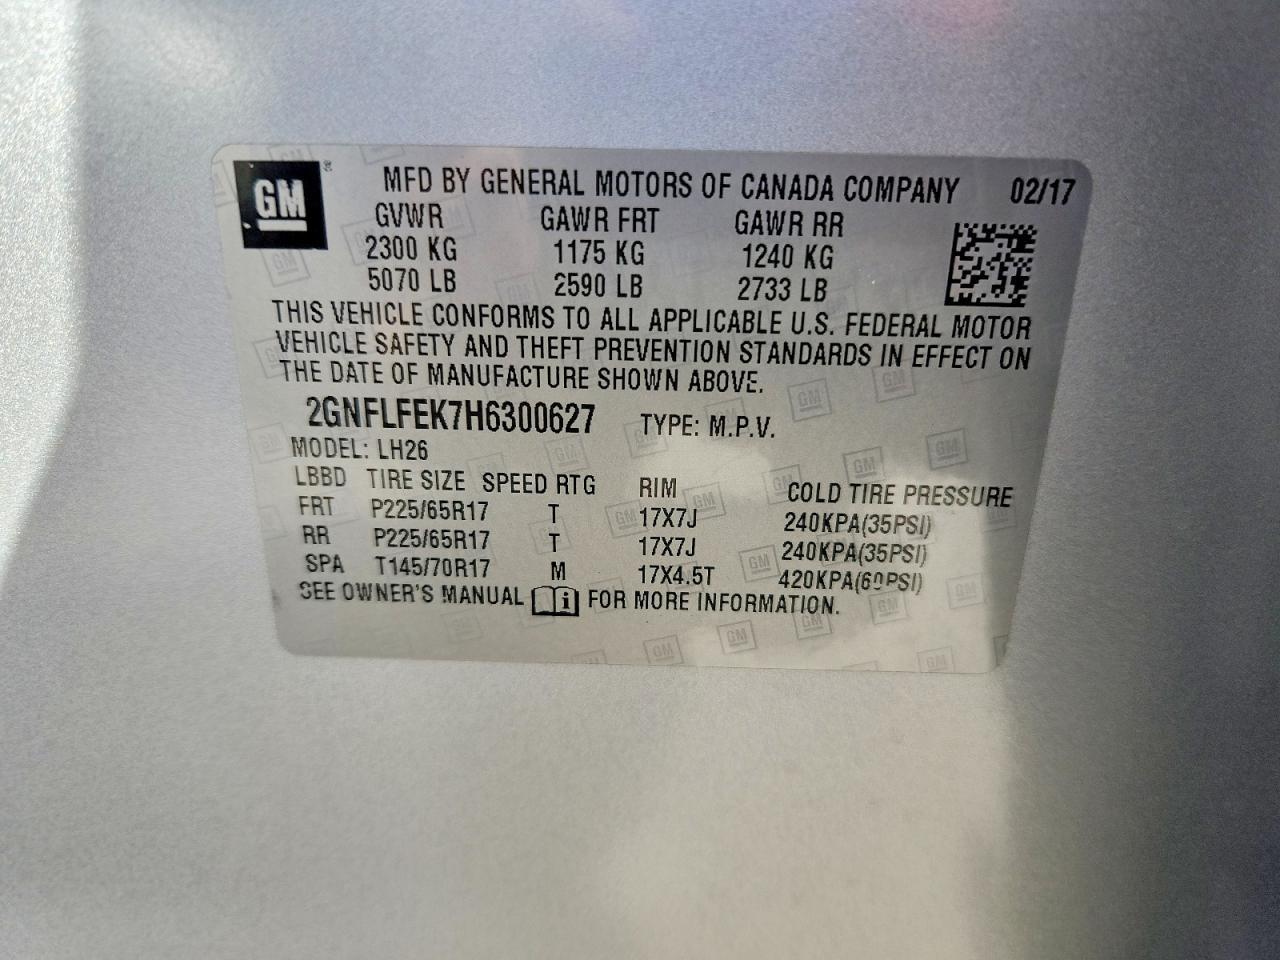 GM ®
MFD BY GENERAL MOTORS OF CANADA COMPANY 02/17
GVWR GAWR FRT GAWR RR
2300 KG 1175 KG 1240 KG
5070 LB 2590 LB 2733 LB
THIS VEHICLE CONFORMS TO ALL APPLICABLE U.S. FEDERAL MOTOR
VEHICLE SAFETY AND THEFT PREVENTION STANDARDS IN EFFECT ON
THE DATE OF MANUFACTURE SHOWN ABOVE.
2GNFLFEK7H6300627 TYPE: M.P.V.
MODEL: LH26
LBBD TIRE SIZE SPEED RTG RIM COLD TIRE PRESSURE
FRT P225/65R17 T 17X7J 240KPA(35PSI)
RR P225/65R17 T 17X7J 240KPA(35PSI)
SPA T145/70R17 M 17X4.5T 420KPA(60PSI)
SEE OWNER'S MANUAL i FOR MORE INFORMATION.